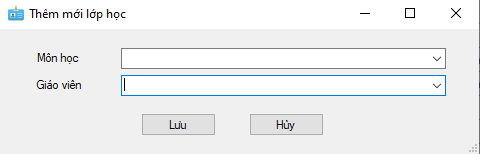 Thêm mới lớp học
Môn học
Giáo viên
Lưu Hủy